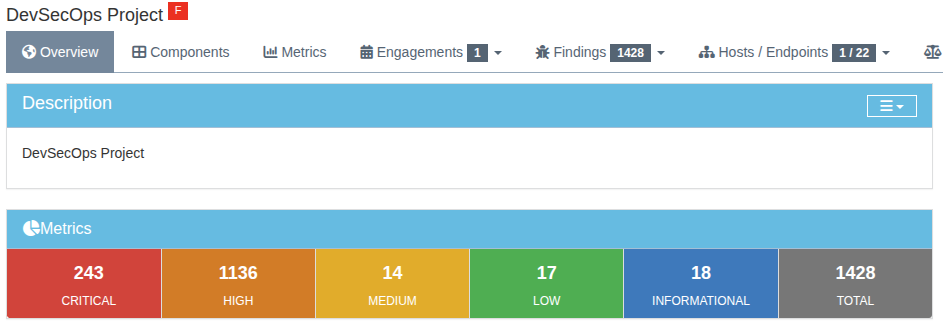 DevSecOps Project F
Overview Components Metrics Engagements 1 Findings 1428 Hosts / Endpoints 1 / 22
Description
DevSecOps Project
Metrics
243 1136 14 17 18 1428
CRITICAL HIGH MEDIUM LOW INFORMATIONAL TOTAL